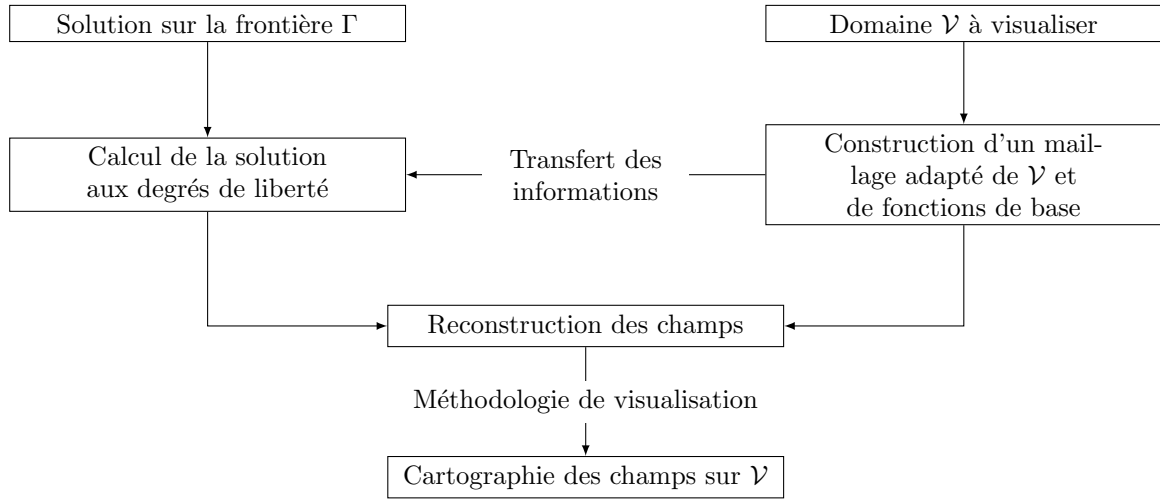 Solution sur la frontière Γ
Domaine 𝒱 à visualiser
Calcul de la solution
aux degrés de liberté
Transfert des
informations
Construction d'un mail-
lage adapté de 𝒱 et
de fonctions de base
Reconstruction des champs
Méthodologie de visualisation
Cartographie des champs sur 𝒱